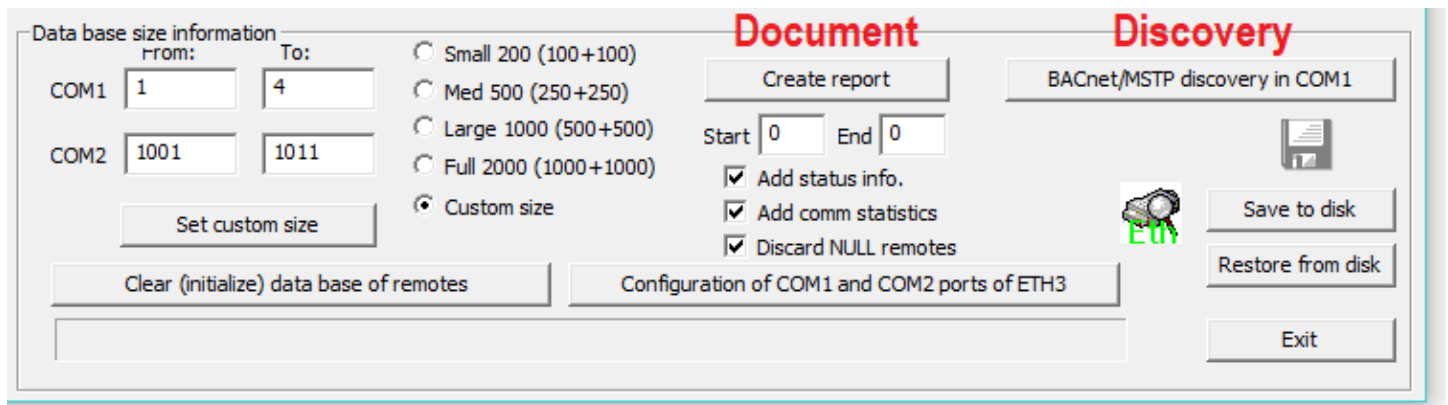 Data base size information
Document
Discovery
From:
To:
COM1
1
4
COM2
1001
1011
Set custom size
Small 200 (100+100)
Med 500 (250+250)
Large 1000 (500+500)
Full 2000 (1000+1000)
Custom size
Create report
Start
0
End
0
Add status info.
Add comm statistics
Discard NULL remotes
BACnet/MSTP discovery in COM1
Eth
Save to disk
Restore from disk
Clear (initialize) data base of remotes
Configuration of COM1 and COM2 ports of ETH3
Exit